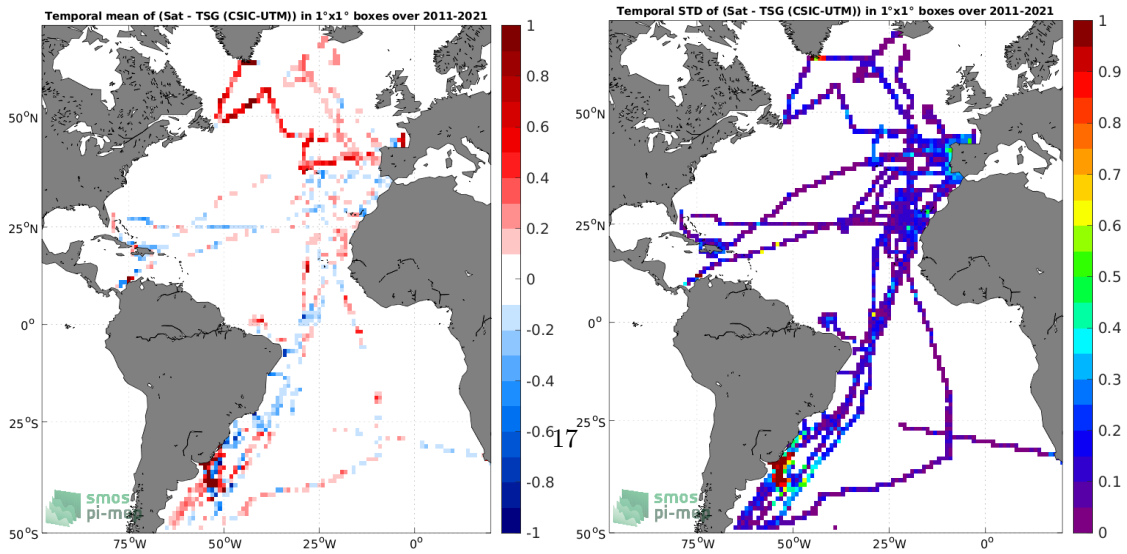 Temporal mean of (Sat - TSG (CSIC-UTM)) in 1°x1° boxes over 2011-2021
50°N
25°N
0°
25°S
50°S
75°W
50°W
25°W
0°
1
0.8
0.6
0.4
0.2
0
-0.2
-0.4
-0.6
-0.8
-1
smos
pi-mep
17
Temporal STD of (Sat - TSG (CSIC-UTM)) in 1°x1° boxes over 2011-2021
50°N
25°N
0°
25°S
50°S
75°W
50°W
25°W
0°
1
0.9
0.8
0.7
0.6
0.5
0.4
0.3
0.2
0.1
0
smos
pi-mep